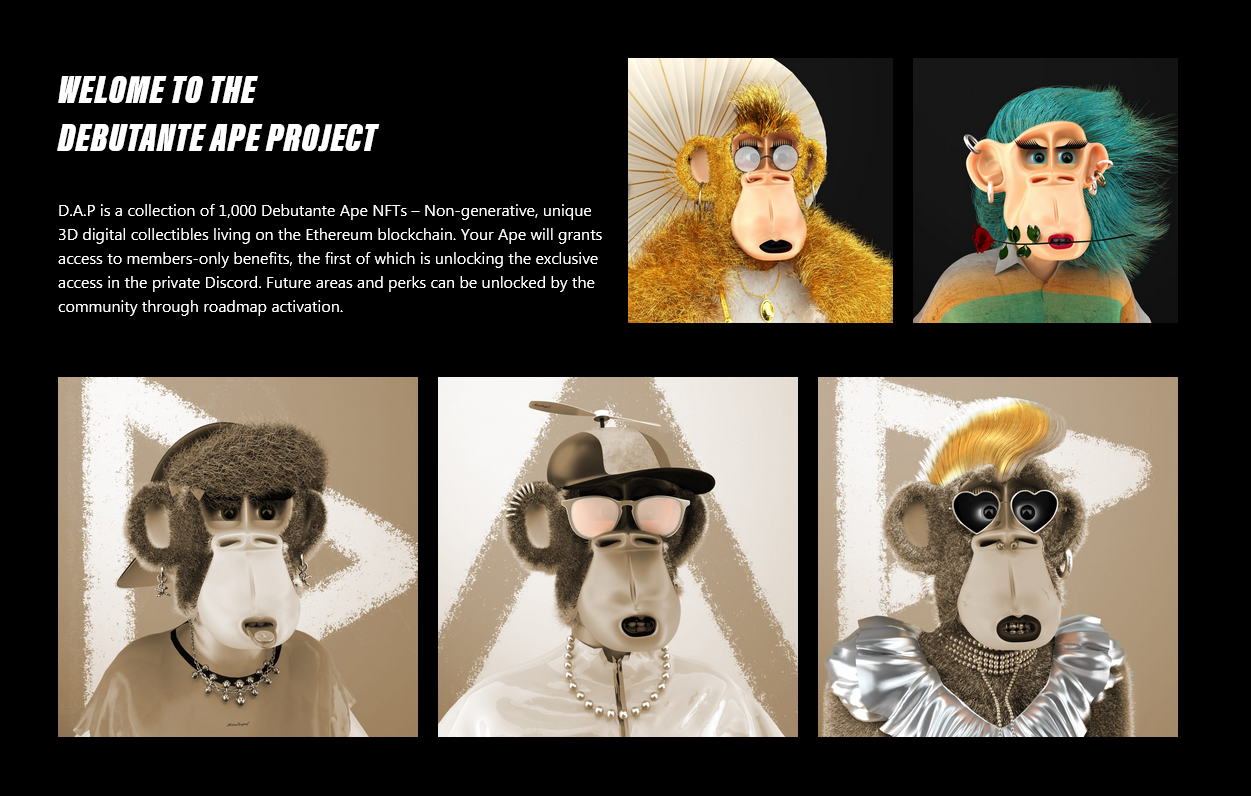 WELOME TO THE
DEBUTANTE APE PROJECT
D.A.P is a collection of 1,000 Debutante Ape NFTs – Non-generative, unique
3D digital collectibles living on the Ethereum blockchain. Your Ape will grants
access to members-only benefits, the first of which is unlocking the exclusive
access in the private Discord. Future areas and perks can be unlocked by the
community through roadmap activation.